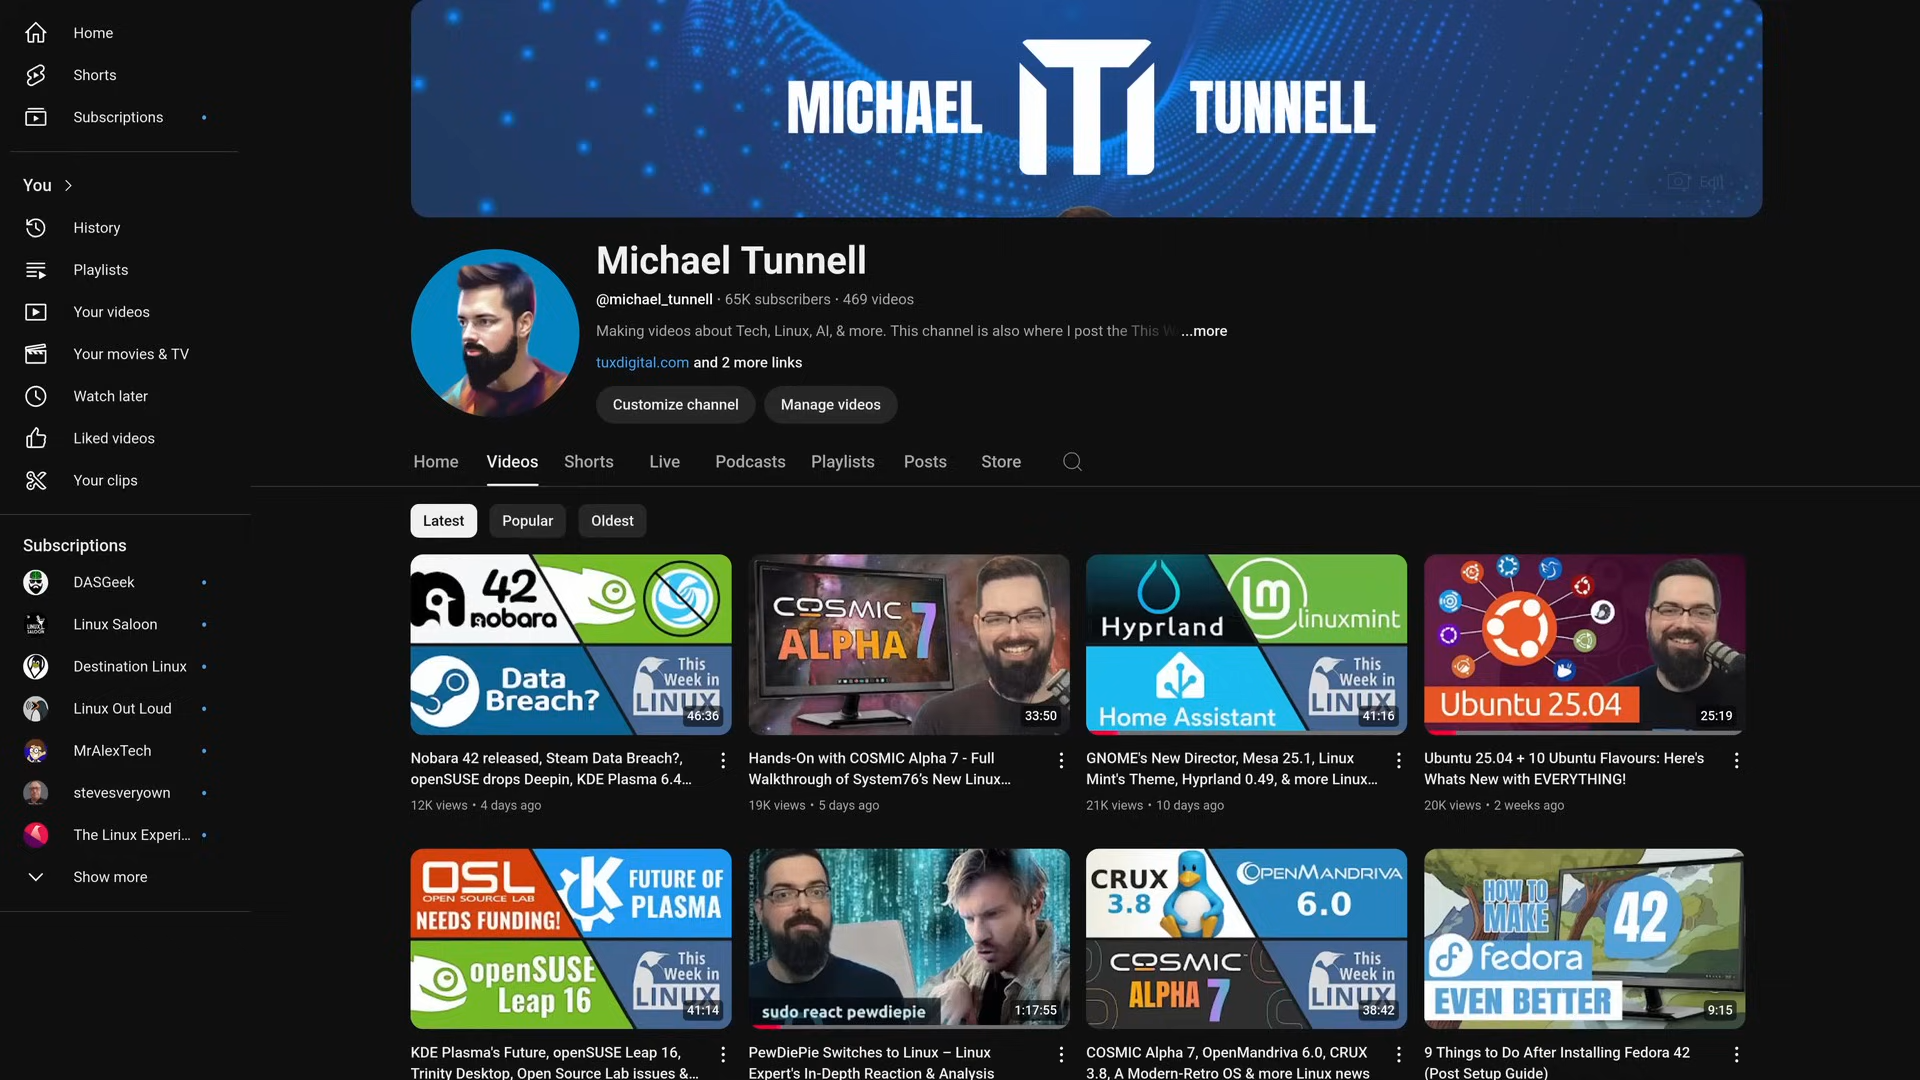 Home
Shorts
Subscriptions
You
History
Playlists
Your videos
Your movies & TV
Watch later
Liked videos
Your clips
Subscriptions
DASGeek
Linux Saloon
Destination Linux
Linux Out Loud
MrAlexTech
stevesveryown
The Linux Experi...
Show more
MICHAEL TUNNELL
Edit
Michael Tunnell
@michael_tunnell · 65K subscribers · 469 videos
Making videos about Tech, Linux, AI, & more. This channel is also where I post the This W ...more
tuxdigital.com and 2 more links
Customize channel
Manage videos
Home Videos Shorts Live Podcasts Playlists Posts Store
Latest Popular Oldest
42
nobara
Data
Breach?
This
Week in
LINUX
46:36
Nobara 42 released, Steam Data Breach?,
openSUSE drops Deepin, KDE Plasma 6.4...
12K views • 4 days ago
COSMIC
ALPHA 7
33:50
Hands-On with COSMIC Alpha 7 - Full
Walkthrough of System76’s New Linux...
19K views • 5 days ago
Hyprland
linuxmint
Home Assistant
This
Week in
LINUX
41:16
GNOME's New Director, Mesa 25.1, Linux
Mint's Theme, Hyprland 0.49, & more Linux...
21K views • 10 days ago
Ubuntu 25.04
25:19
Ubuntu 25.04 + 10 Ubuntu Flavours: Here's
Whats New with EVERYTHING!
20K views • 2 weeks ago
OSL
OPEN SOURCE LAB
NEEDS FUNDING!
FUTURE OF
PLASMA
openSUSE
Leap 16
This
Week in
LINUX
41:14
KDE Plasma's Future, openSUSE Leap 16,
Trinity Desktop, Open Source Lab issues &...
sudo react pewdiepie
1:17:55
PewDiePie Switches to Linux – Linux
Expert's In-Depth Reaction & Analysis
CRUX
3.8
OPENMANDRIVA
6.0
COSMIC
ALPHA 7
This
Week in
LINUX
38:42
COSMIC Alpha 7, OpenMandriva 6.0, CRUX
3.8, A Modern-Retro OS & more Linux news
HOW TO
MAKE
42
fedora
EVEN BETTER
9:15
9 Things to Do After Installing Fedora 42
(Post Setup Guide)